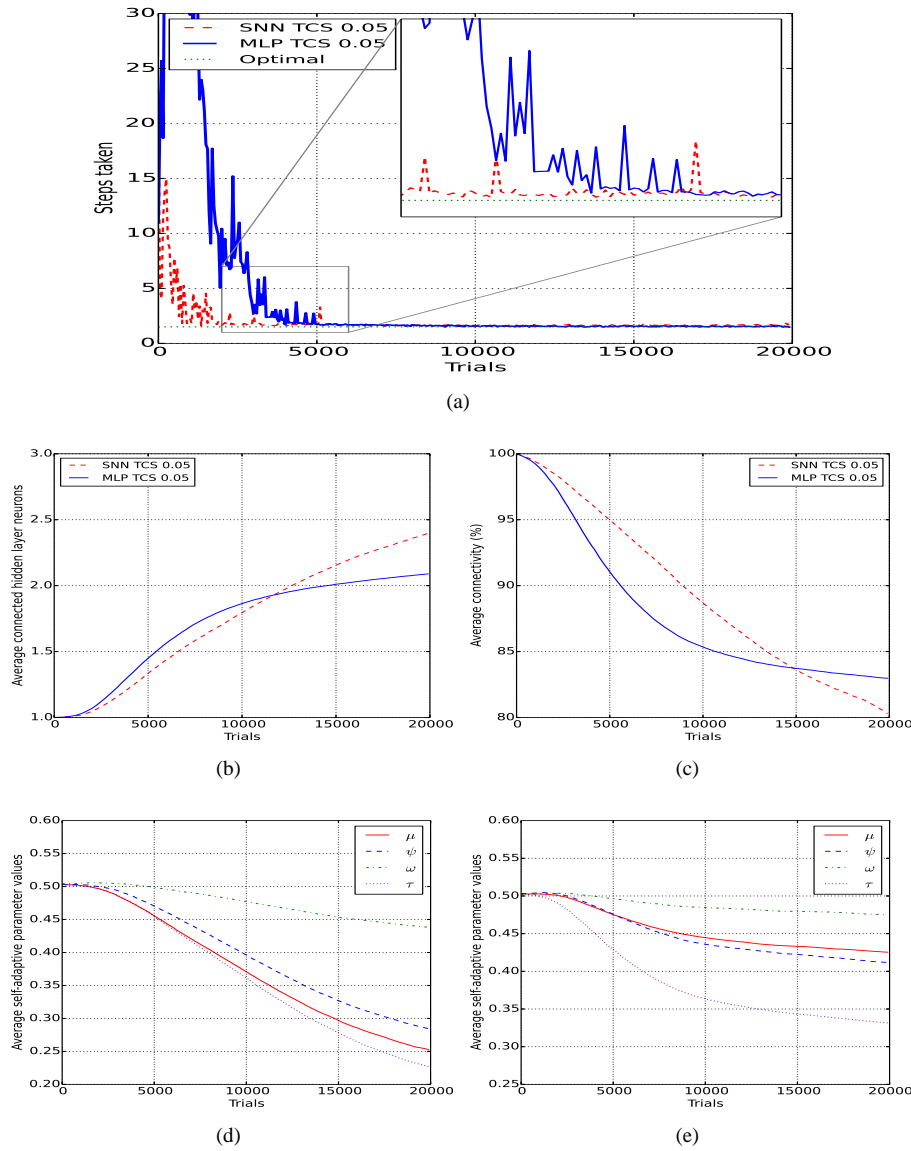 30
25
20
15
10
5
0
Steps taken
SNN TCS 0.05
MLP TCS 0.05
Optimal
0
5000
10000
15000
20000
Trials
(a)
3.0
2.5
2.0
1.5
1.0
Average connected hidden layer neurons
SNN TCS 0.05
MLP TCS 0.05
0
5000
10000
15000
20000
Trials
(b)
100
95
90
85
80
Average connectivity (%)
SNN TCS 0.05
MLP TCS 0.05
0
5000
10000
15000
20000
Trials
(c)
0.60
0.55
0.50
0.45
0.40
0.35
0.30
0.25
0.20
Average self-adaptive parameter values
μ
ψ
ω
τ
0
5000
10000
15000
20000
Trials
(d)
0.60
0.55
0.50
0.45
0.40
0.35
0.30
0.25
Average self-adaptive parameter values
μ
ψ
ω
τ
0
5000
10000
15000
20000
Trials
(e)